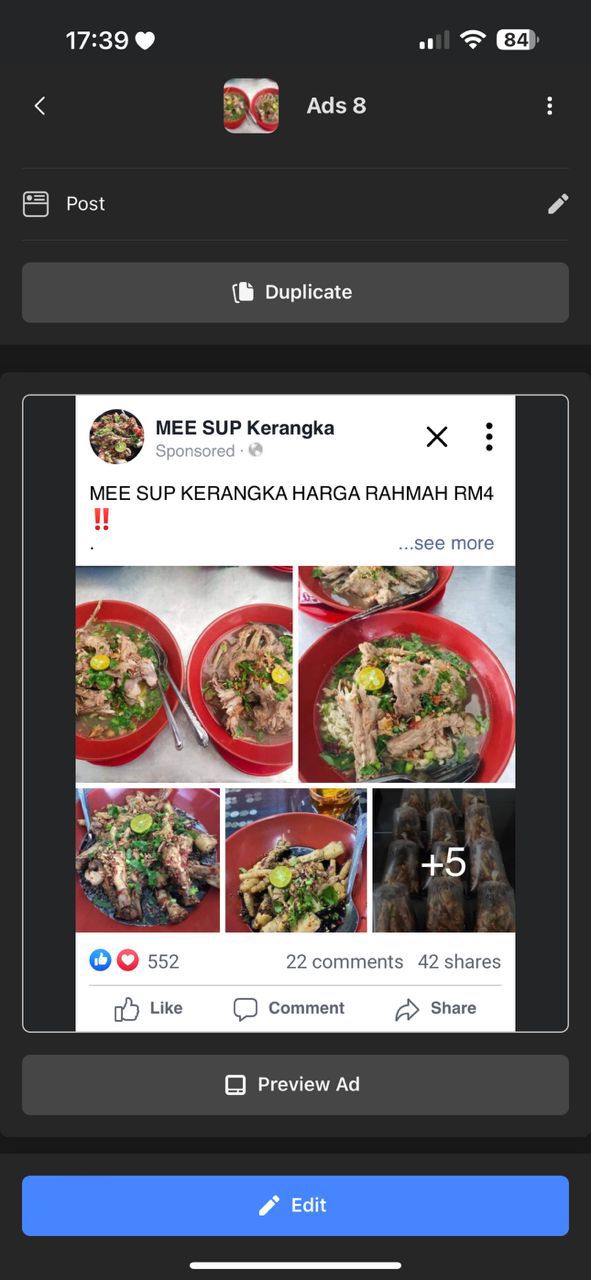 17:39
84
Ads 8
Post
Duplicate
MEE SUP Kerangka
Sponsored ·
MEE SUP KERANGKA HARGA RAHMAH RM4
‼️
.
...see more
+5
552
22 comments 42 shares
Like Comment Share
Preview Ad
Edit